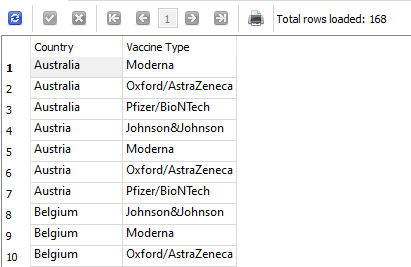 1 Total rows loaded: 168
Country Vaccine Type
1 Australia Moderna
2 Australia Oxford/AstraZeneca
3 Australia Pfizer/BioNTech
4 Austria Johnson&Johnson
5 Austria Moderna
6 Austria Oxford/AstraZeneca
7 Austria Pfizer/BioNTech
8 Belgium Johnson&Johnson
9 Belgium Moderna
10 Belgium Oxford/AstraZeneca